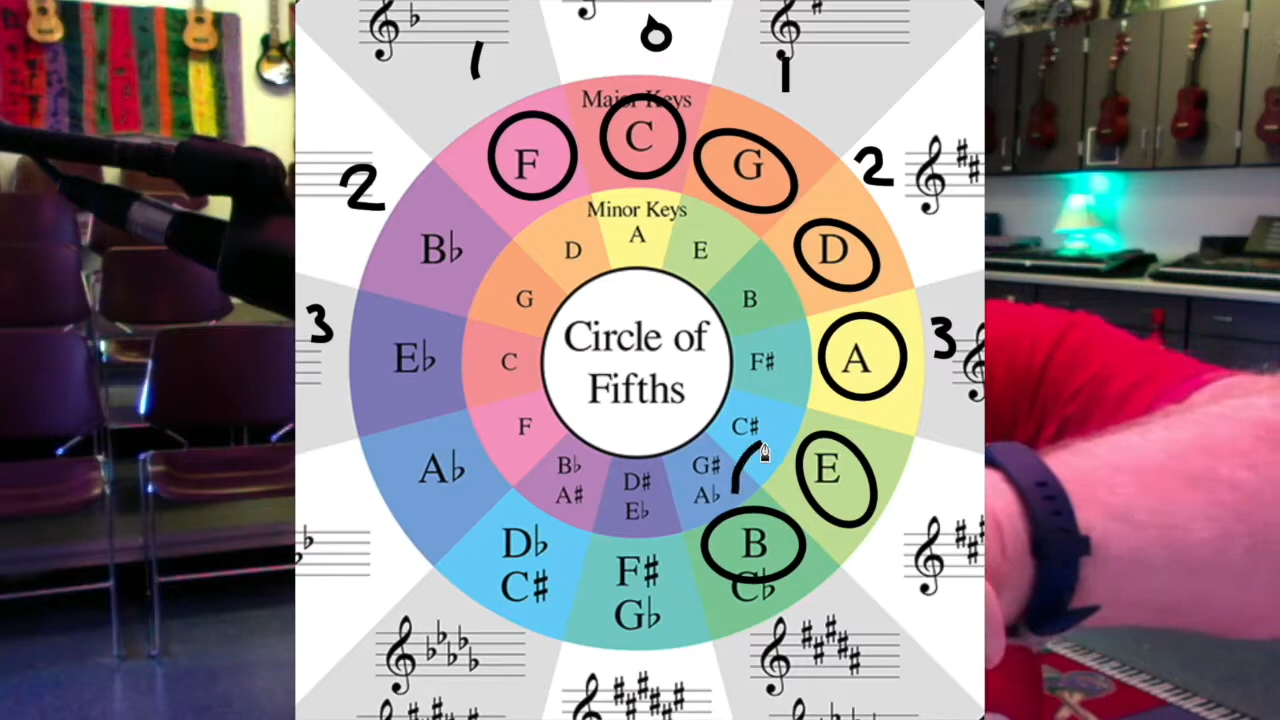 1 0 1
Major Keys
F C G
2 2
Minor Keys
A
D E
B♭ D
G B
3 3
E♭ C F♯ A
Circle of
Fifths
F C♯
A♭ E
B♭ G♯
A♯ A♭
D♯
E♭
D♭ B
C♯ C♭
F♯
G♭